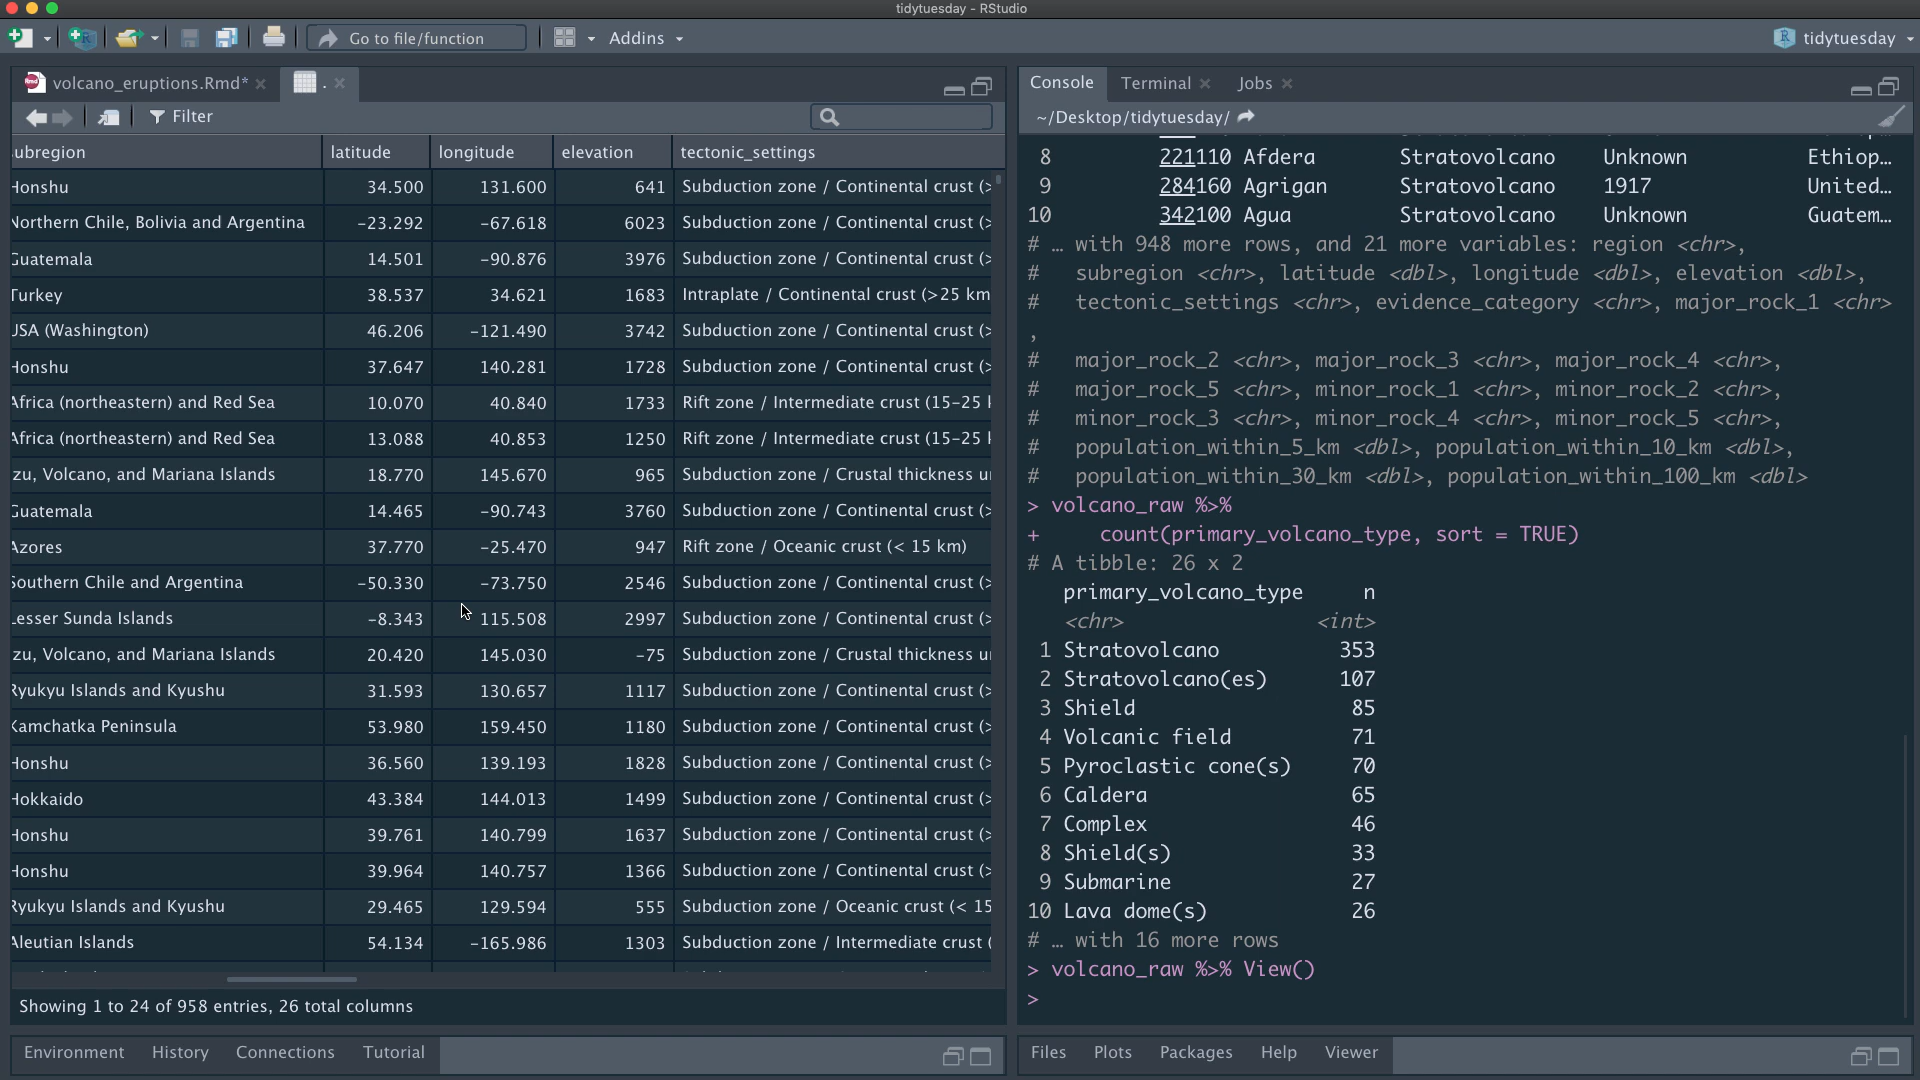 tidytuesday - RStudio
Go to file/function
Addins
tidytuesday
volcano_eruptions.Rmd*
.
Filter
ubregion latitude longitude elevation tectonic_settings
Honshu 34.500 131.600 641 Subduction zone / Continental crust (>
Northern Chile, Bolivia and Argentina -23.292 -67.618 6023 Subduction zone / Continental crust (>
Guatemala 14.501 -90.876 3976 Subduction zone / Continental crust (>
Turkey 38.537 34.621 1683 Intraplate / Continental crust (>25 km
USA (Washington) 46.206 -121.490 3742 Subduction zone / Continental crust (>
Honshu 37.647 140.281 1728 Subduction zone / Continental crust (>
Africa (northeastern) and Red Sea 10.070 40.840 1733 Rift zone / Intermediate crust (15-25 k
Africa (northeastern) and Red Sea 13.088 40.853 1250 Rift zone / Intermediate crust (15-25 k
zu, Volcano, and Mariana Islands 18.770 145.670 965 Subduction zone / Crustal thickness u
Guatemala 14.465 -90.743 3760 Subduction zone / Continental crust (>
Azores 37.770 -25.470 947 Rift zone / Oceanic crust (< 15 km)
Southern Chile and Argentina -50.330 -73.750 2546 Subduction zone / Continental crust (>
Lesser Sunda Islands -8.343 115.508 2997 Subduction zone / Continental crust (>
zu, Volcano, and Mariana Islands 20.420 145.030 -75 Subduction zone / Crustal thickness u
Ryukyu Islands and Kyushu 31.593 130.657 1117 Subduction zone / Continental crust (>
Kamchatka Peninsula 53.980 159.450 1180 Subduction zone / Continental crust (>
Honshu 36.560 139.193 1828 Subduction zone / Continental crust (>
Hokkaido 43.384 144.013 1499 Subduction zone / Continental crust (>
Honshu 39.761 140.799 1637 Subduction zone / Continental crust (>
Honshu 39.964 140.757 1366 Subduction zone / Continental crust (>
Ryukyu Islands and Kyushu 29.465 129.594 555 Subduction zone / Oceanic crust (< 15
Aleutian Islands 54.134 -165.986 1303 Subduction zone / Intermediate crust (
Showing 1 to 24 of 958 entries, 26 total columns
Environment History Connections Tutorial
Console Terminal Jobs
~/Desktop/tidytuesday/
8 221110 Afdera Stratovolcano Unknown Ethiop…
9 284160 Agrigan Stratovolcano 1917 United…
10 342100 Agua Stratovolcano Unknown Guatem…
# … with 948 more rows, and 21 more variables: region <chr>,
# subregion <chr>, latitude <dbl>, longitude <dbl>, elevation <dbl>,
# tectonic_settings <chr>, evidence_category <chr>, major_rock_1 <chr>
,
# major_rock_2 <chr>, major_rock_3 <chr>, major_rock_4 <chr>,
# major_rock_5 <chr>, minor_rock_1 <chr>, minor_rock_2 <chr>,
# minor_rock_3 <chr>, minor_rock_4 <chr>, minor_rock_5 <chr>,
# population_within_5_km <dbl>, population_within_10_km <dbl>,
# population_within_30_km <dbl>, population_within_100_km <dbl>
> volcano_raw %>%
+ count(primary_volcano_type, sort = TRUE)
# A tibble: 26 x 2
primary_volcano_type n
<chr> <int>
1 Stratovolcano 353
2 Stratovolcano(es) 107
3 Shield 85
4 Volcanic field 71
5 Pyroclastic cone(s) 70
6 Caldera 65
7 Complex 46
8 Shield(s) 33
9 Submarine 27
10 Lava dome(s) 26
# … with 16 more rows
> volcano_raw %>% View()
>
Files Plots Packages Help Viewer